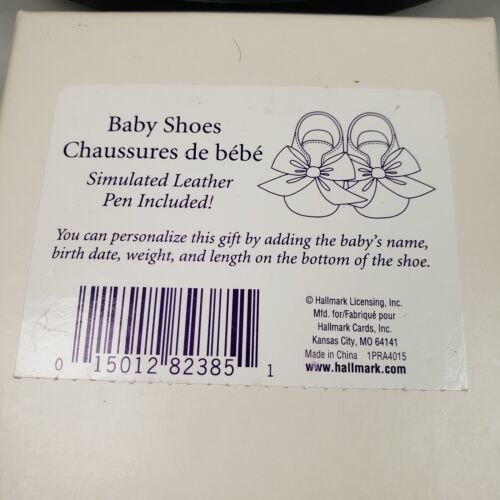 Baby Shoes
Chaussures de bébé
Simulated Leather
Pen Included!
You can personalize this gift by adding the baby's name,
birth date, weight, and length on the bottom of the shoe.
© Hallmark Licensing, Inc.
Mfd. for/Fabriqué pour
Hallmark Cards, Inc.
Kansas City, MO 64141
Made in China 1PRA4015
www.hallmark.com
0 15012 82385 1